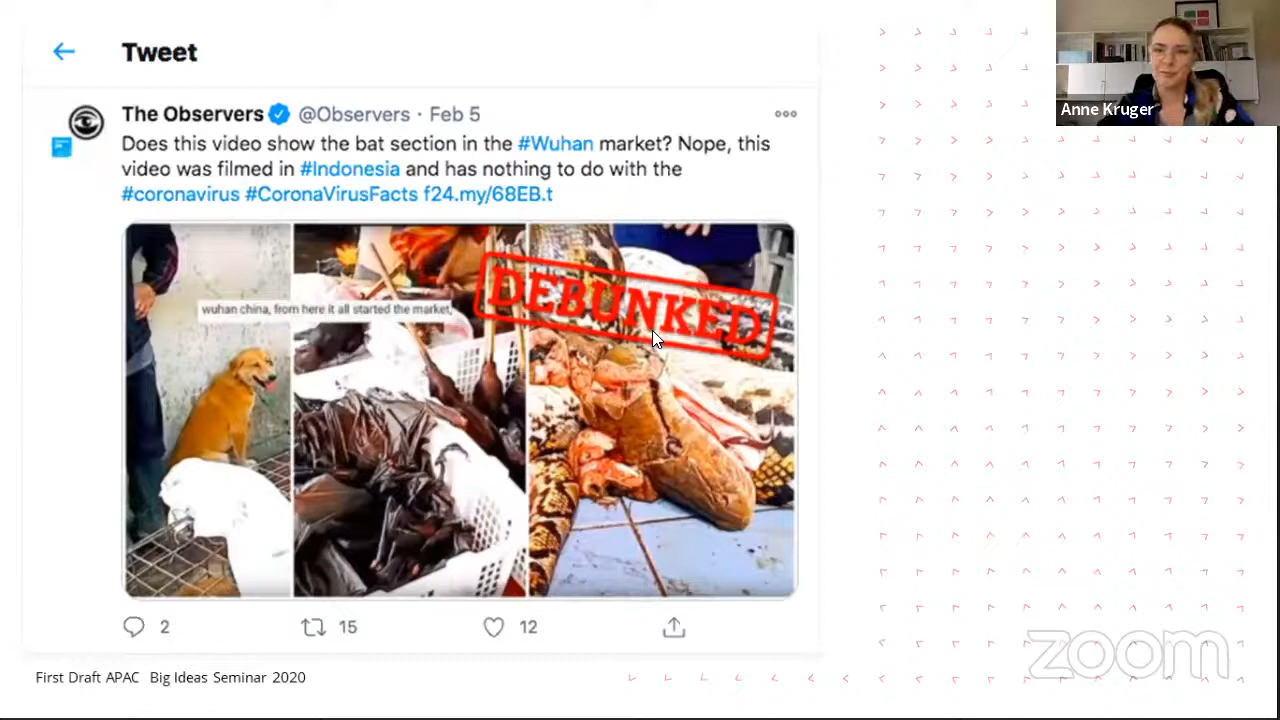 Tweet
The Observers @Observers · Feb 5
Does this video show the bat section in the #Wuhan market? Nope, this
video was filmed in #Indonesia and has nothing to do with the
#coronavirus #CoronaVirusFacts f24.my/68EB.t
wuhan china, from here it all started the market,
DEBUNKED
2 15 12
First Draft APAC Big Ideas Seminar 2020
Anne Kruger
zoom